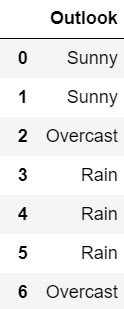 Outlook
0 Sunny
1 Sunny
2 Overcast
3 Rain
4 Rain
5 Rain
6 Overcast